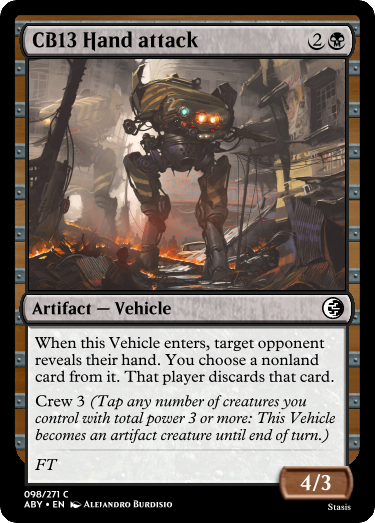 CB13 Hand attack 2
Artifact — Vehicle
When this Vehicle enters, target opponent
reveals their hand. You choose a nonland
card from it. That player discards that card.
Crew 3 (Tap any number of creatures you
control with total power 3 or more: This Vehicle
becomes an artifact creature until end of turn.)
FT
4/3
098/271 C
ABY • EN Alejandro Burdisio
Stasis